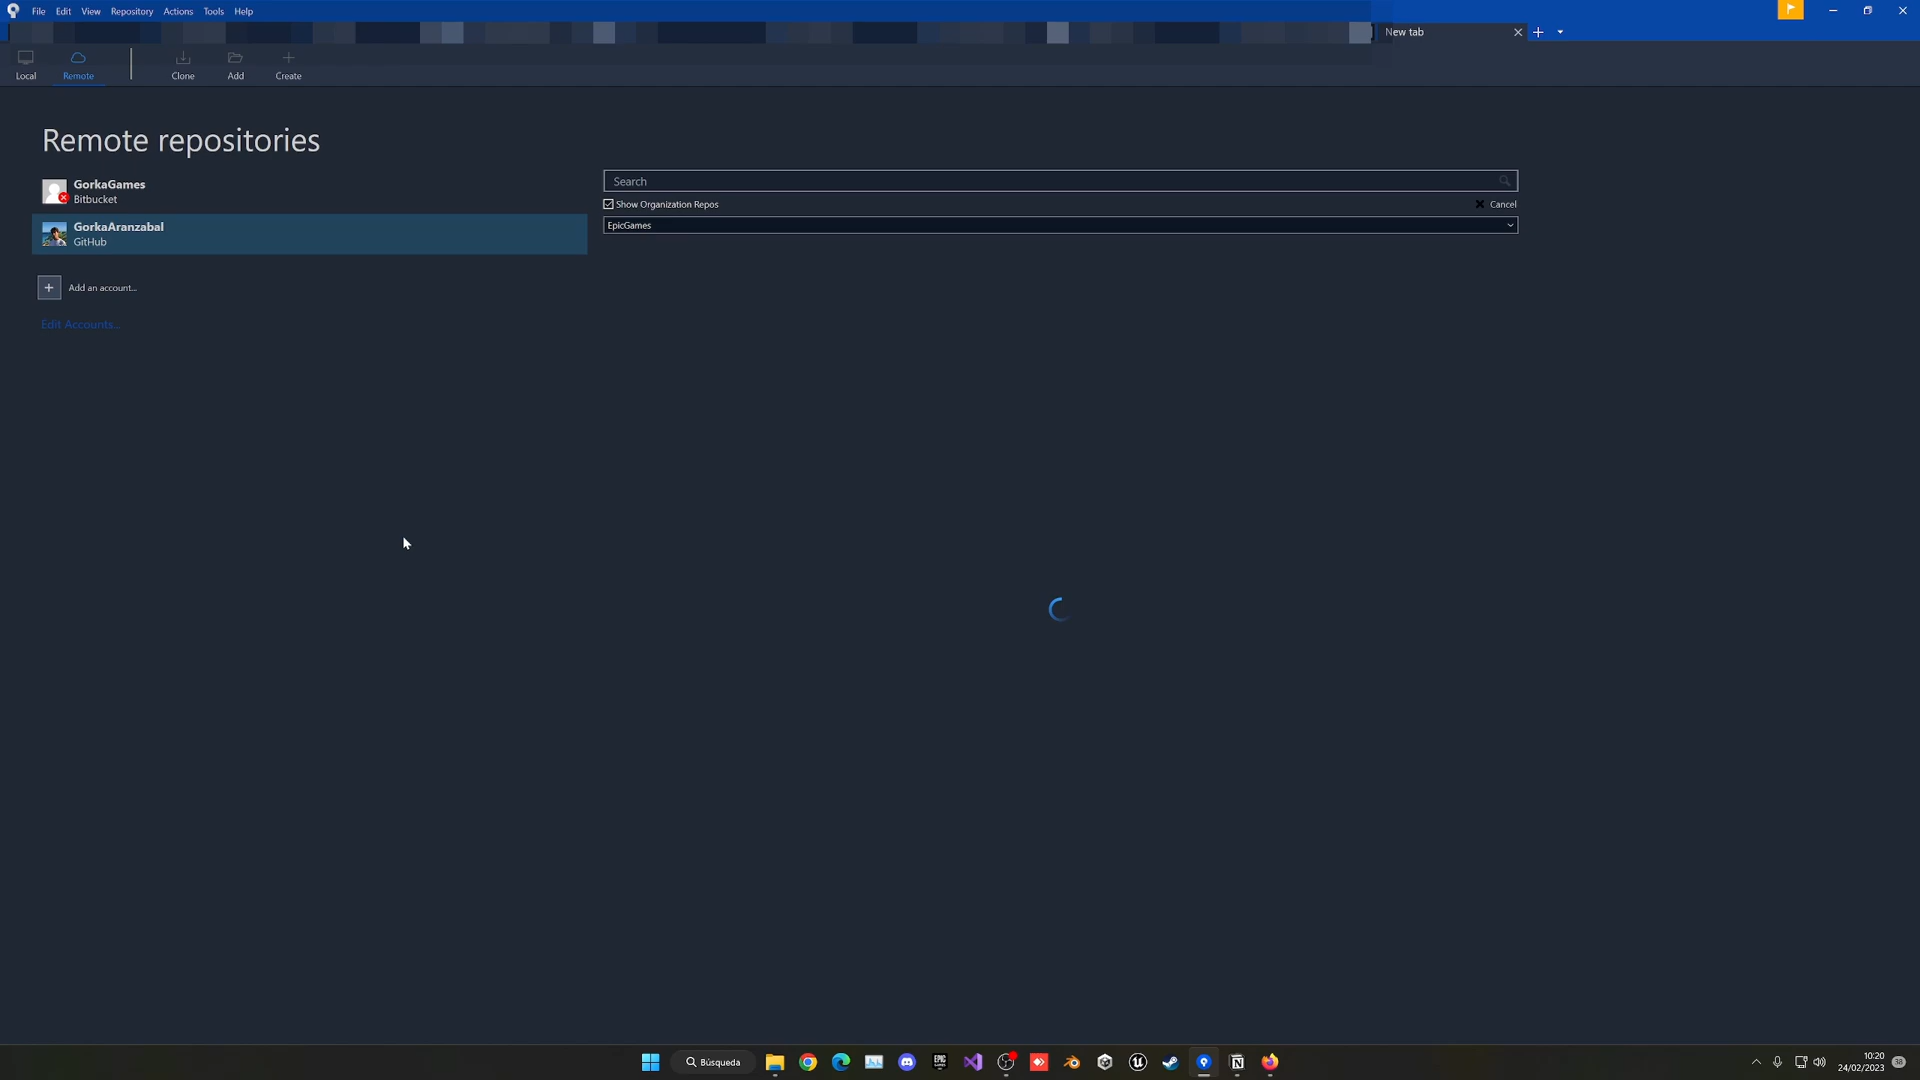 File Edit View Repository Actions Tools Help
New tab
Local Remote Clone Add Create
Remote repositories
GorkaGames
Bitbucket
GorkaAranzabal
GitHub
Add an account...
Edit Accounts...
Search
Show Organization Repos
Cancel
EpicGames
Búsqueda
10:20
24/02/2023
38